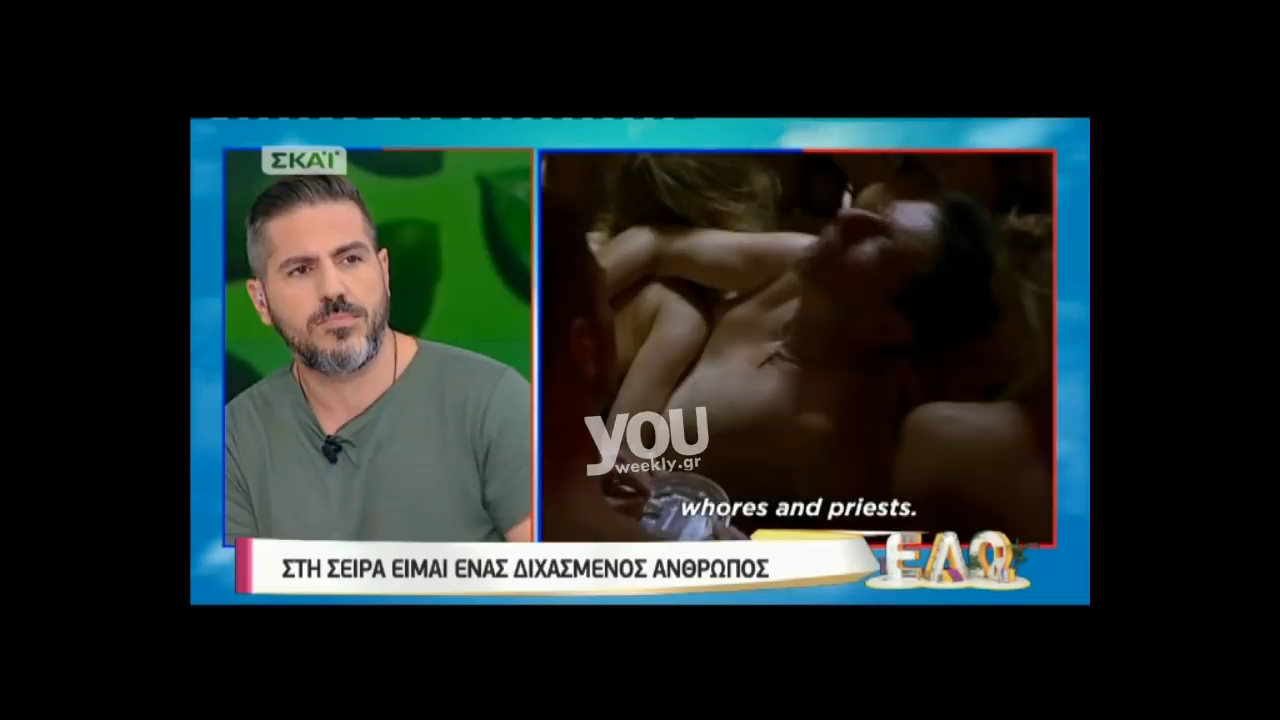 ΣΚΑΪ
you
weekly.gr
whores and priests.
ΣΤΗ ΣΕΙΡΑ ΕΙΜΑΙ ΕΝΑΣ ΔΙΧΑΣΜΕΝΟΣ ΑΝΘΡΩΠΟΣ
ΕΛΩ